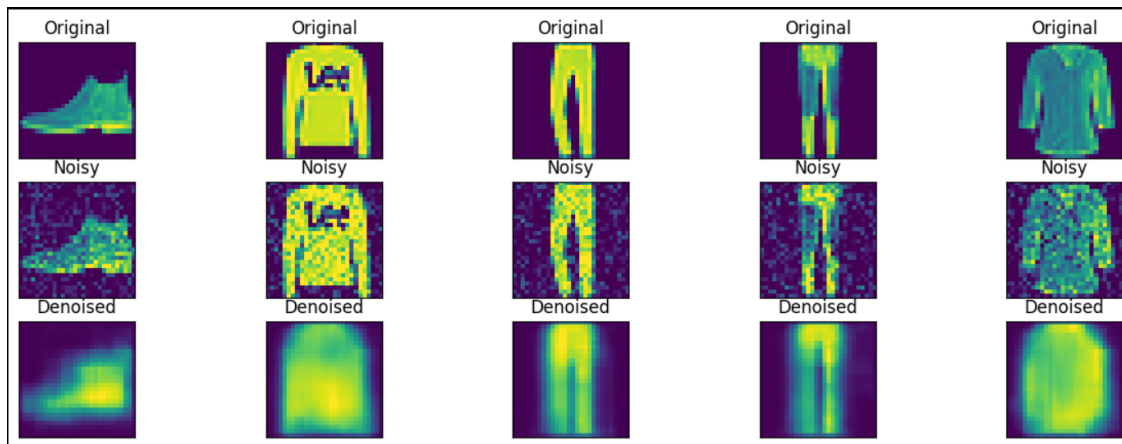 Original Original Original Original Original
Lee
Noisy Noisy Noisy Noisy Noisy
Lee
Denoised Denoised Denoised Denoised Denoised